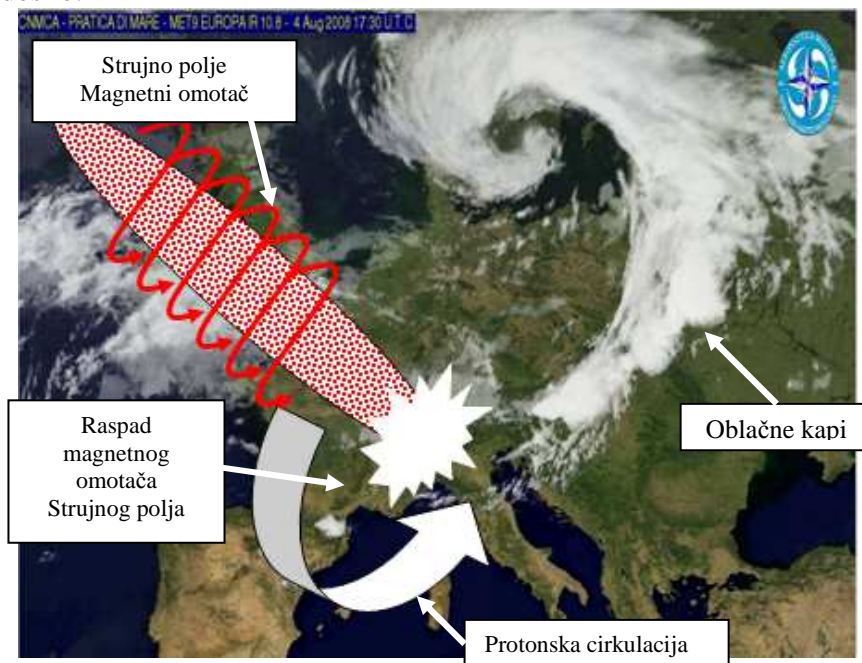 CNMCA - PRATICA DI MARE - MET9 EUROPA IR 10.8 - 4 Aug 2008 17:30 U.T.C.
Strujno polje
Magnetni omotač
Raspad
magnetnog
omotača
Strujnog polja
Oblačne kapi
Protonska cirkulacija